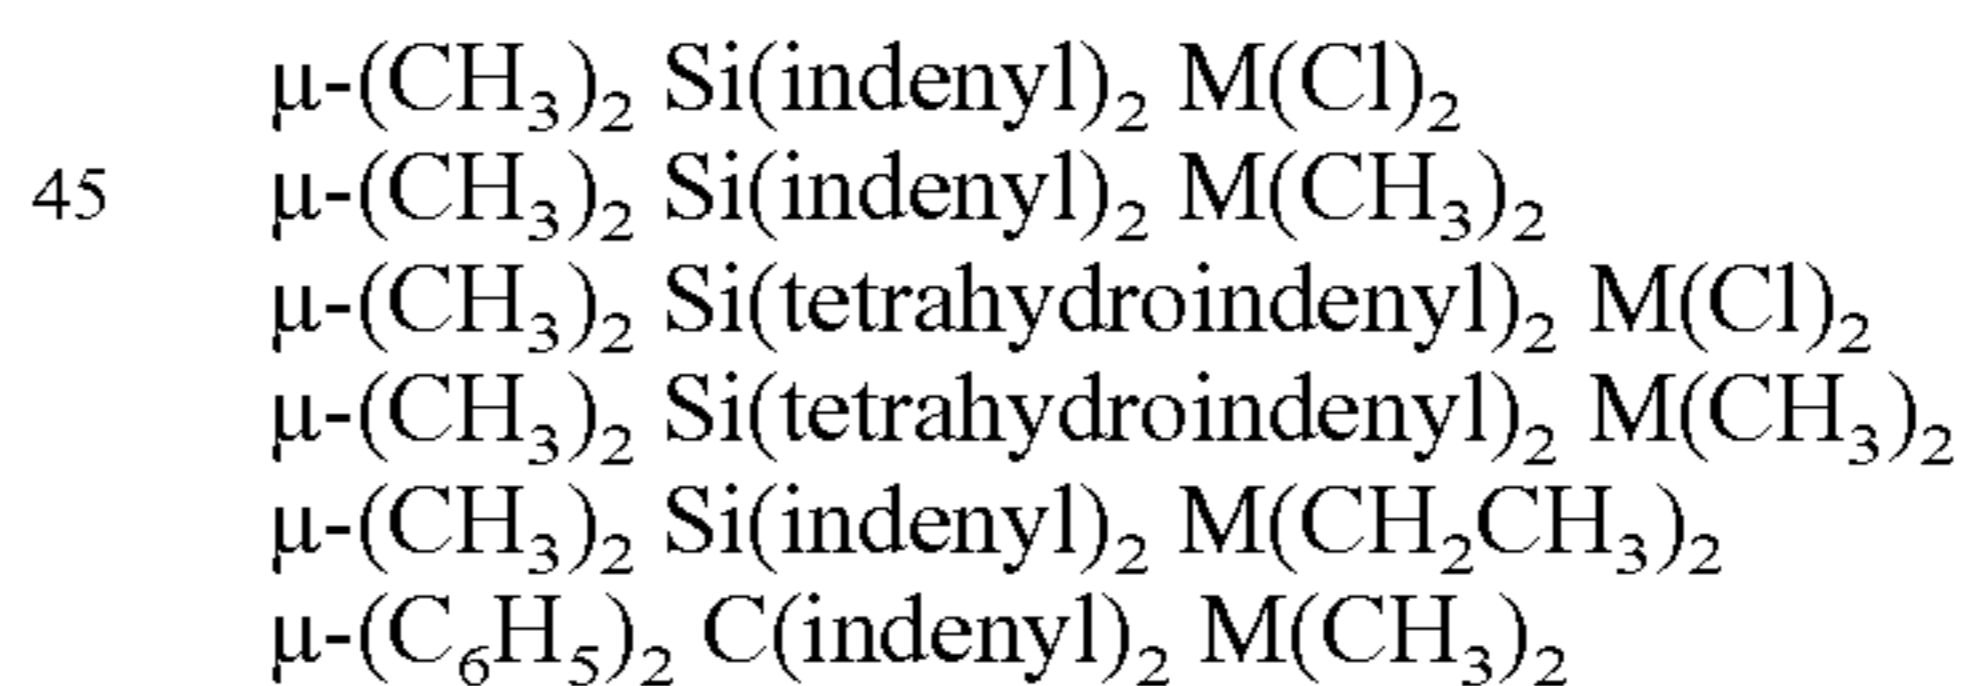 μ-(CH₃)₂ Si(indenyl)₂ M(Cl)₂
45 μ-(CH₃)₂ Si(indenyl)₂ M(CH₃)₂
μ-(CH₃)₂ Si(tetrahydroindenyl)₂ M(Cl)₂
μ-(CH₃)₂ Si(tetrahydroindenyl)₂ M(CH₃)₂
μ-(CH₃)₂ Si(indenyl)₂ M(CH₂CH₃)₂
μ-(C₆H₅)₂ C(indenyl)₂ M(CH₃)₂